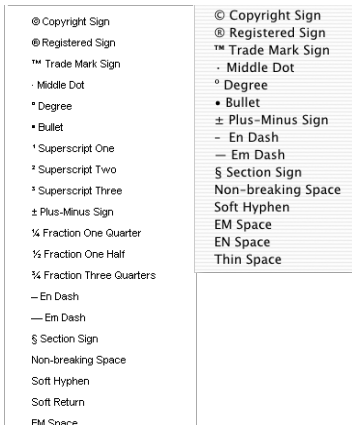 © Copyright Sign
® Registered Sign
™ Trade Mark Sign
· Middle Dot
° Degree
• Bullet
¹ Superscript One
² Superscript Two
³ Superscript Three
± Plus-Minus Sign
¼ Fraction One Quarter
½ Fraction One Half
¾ Fraction Three Quarters
– En Dash
— Em Dash
§ Section Sign
Non-breaking Space
Soft Hyphen
Soft Return
EM Space
© Copyright Sign
® Registered Sign
™ Trade Mark Sign
· Middle Dot
° Degree
• Bullet
± Plus-Minus Sign
– En Dash
— Em Dash
§ Section Sign
Non-breaking Space
Soft Hyphen
EM Space
EN Space
Thin Space